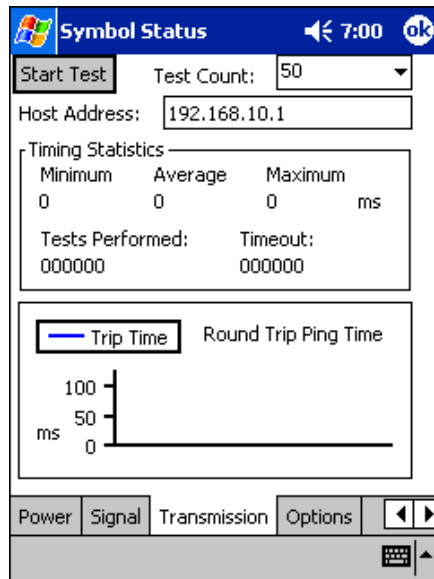 Symbol Status 7:00 ok
Start Test Test Count: 50
Host Address: 192.168.10.1
Timing Statistics
Minimum Average Maximum
0 0 0 ms
Tests Performed: Timeout:
000000 000000
Trip Time Round Trip Ping Time
100
50
ms 0
Power Signal Transmission Options